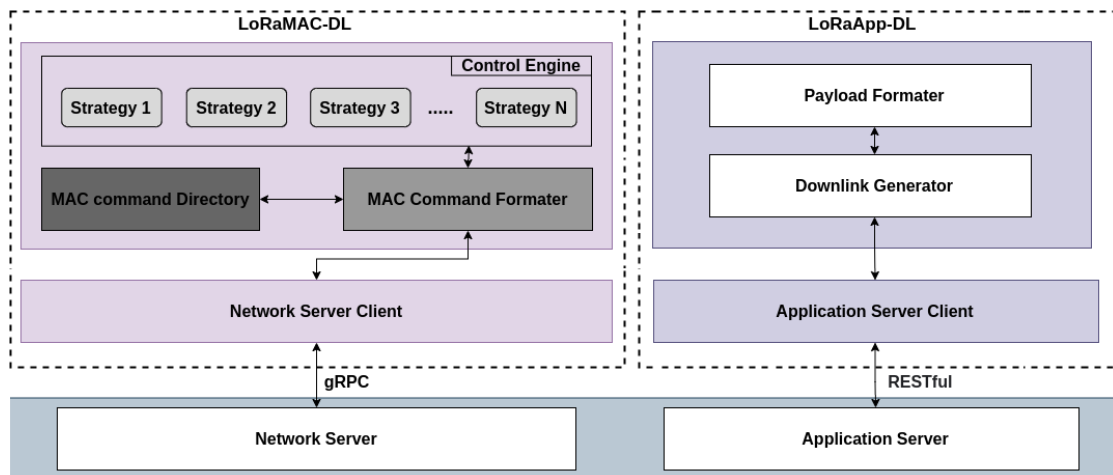 LoRaMAC-DL
LoRaApp-DL
Control Engine
Strategy 1 Strategy 2 Strategy 3 ..... Strategy N
MAC command Directory
MAC Command Formater
Network Server Client
Payload Formater
Downlink Generator
Application Server Client
gRPC
RESTful
Network Server
Application Server